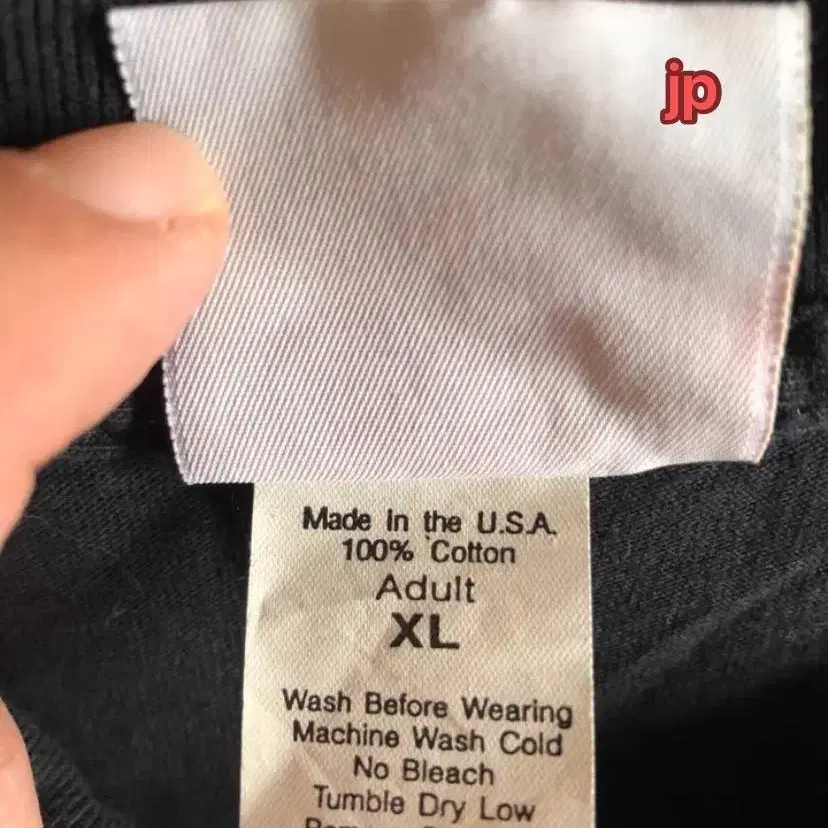 jp
Made in the U.S.A.
100% Cotton
Adult
XL
Wash Before Wearing
Machine Wash Cold
No Bleach
Tumble Dry Low